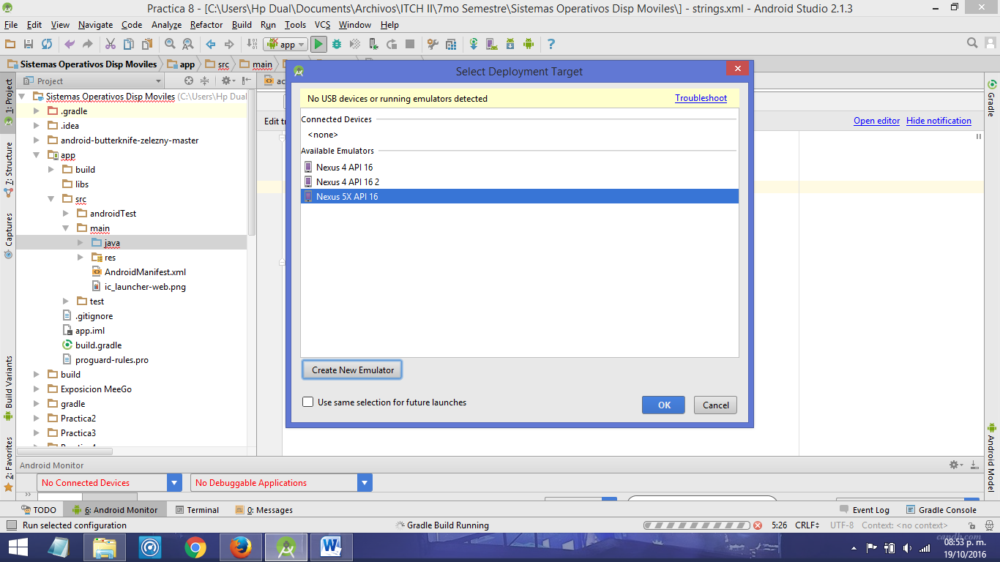 Practica 8 - [C:\Users\Hp Dual\Documents\Archivos\ITCH II\7mo Semestre\Sistemas Operativos Disp Moviles\] - strings.xml - Android Studio 2.1.3
File Edit View Navigate Code Analyze Refactor Build Run Tools VCS Window Help
app
Sistemas Operativos Disp Moviles app src main
1: Project
7: Structure
Captures
Build Variants
2: Favorites
Project
Sistemas Operativos Disp Moviles (C:\Users\Hp Dual
.gradle
.idea
android-butterknife-zelezny-master
app
build
libs
src
androidTest
main
java
res
AndroidManifest.xml
ic_launcher-web.png
test
.gitignore
app.iml
build.gradle
proguard-rules.pro
build
Exposicion MeeGo
gradle
Practica2
Practica3
ac
Edit tr
Open editor Hide notification
Select Deployment Target
No USB devices or running emulators detected Troubleshoot
Connected Devices
<none>
Available Emulators
Nexus 4 API 16
Nexus 4 API 16 2
Nexus 5X API 16
Create New Emulator
Use same selection for future launches
OK Cancel
Gradle
Android Model
Android Monitor
No Connected Devices No Debuggable Applications
TODO 6: Android Monitor Terminal 0: Messages Event Log Gradle Console
Run selected configuration Gradle Build Running 5:26 CRLF UTF-8 Context: <no context>
08:53 p. m.
19/10/2016